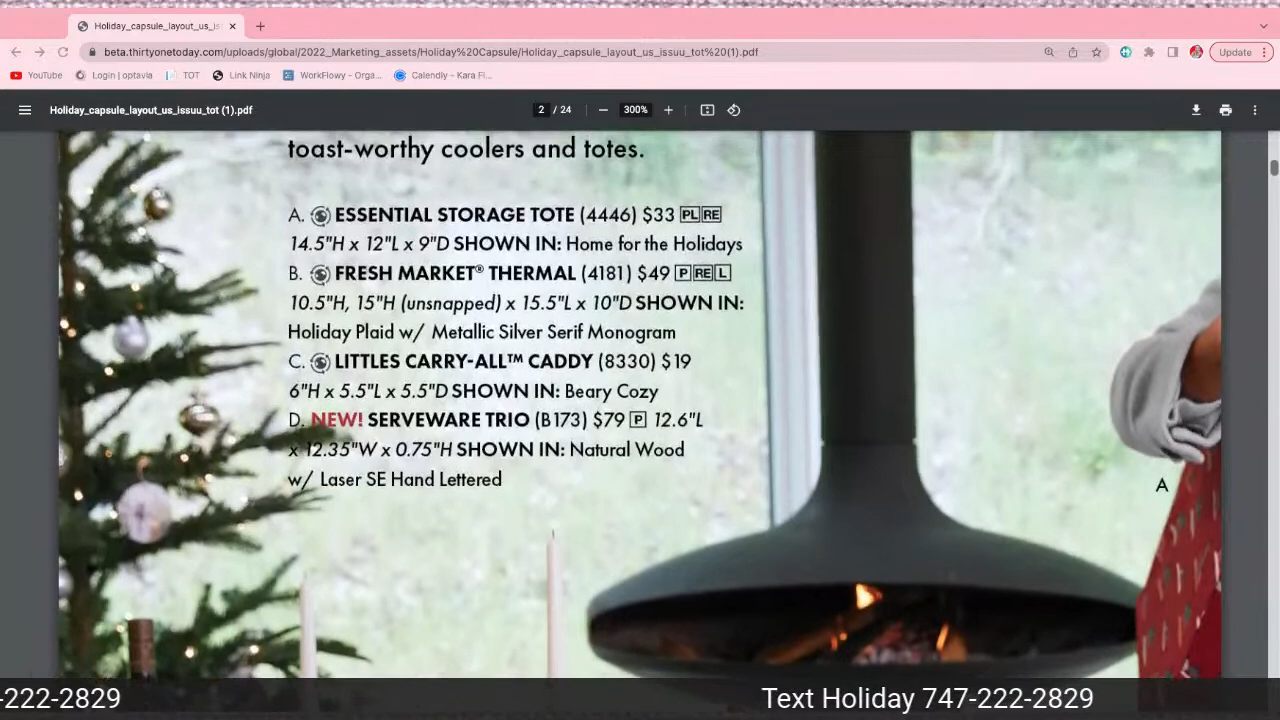 Holiday_capsule_layout_us_is
beta.thirtyonetoday.com/uploads/global/2022_Marketing_assets/Holiday%20Capsule/Holiday_capsule_layout_us_issuu_tot%20(1).pdf
Update
YouTube Login | optavia TOT Link Ninja WorkFlowy - Orga... Calendly - Kara Fi...
Holiday_capsule_layout_us_issuu_tot (1).pdf 2 / 24 300%
toast-worthy coolers and totes.
A. ESSENTIAL STORAGE TOTE (4446) $33 PL RE
14.5"H x 12"L x 9"D SHOWN IN: Home for the Holidays
B. FRESH MARKET® THERMAL (4181) $49 P RE L
10.5"H, 15"H (unsnapped) x 15.5"L x 10"D SHOWN IN:
Holiday Plaid w/ Metallic Silver Serif Monogram
C. LITTLES CARRY-ALL™ CADDY (8330) $19
6"H x 5.5"L x 5.5"D SHOWN IN: Beary Cozy
D. NEW! SERVEWARE TRIO (B173) $79 P 12.6"L
x 12.35"W x 0.75"H SHOWN IN: Natural Wood
w/ Laser SE Hand Lettered
A
-222-2829 Text Holiday 747-222-2829